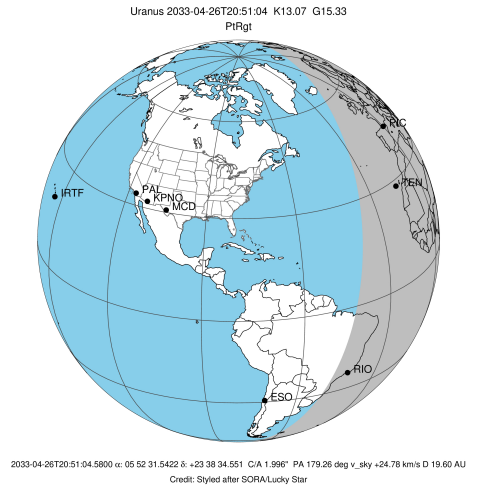 Uranus 2033-04-26T20:51:04 K13.07 G15.33
PtRgt
PIC
TEN
IRTF
PAL
KPNO
MCD
RIO
ESO
2033-04-26T20:51:04.5800 α: 05 52 31.5422 δ: +23 38 34.551 C/A 1.996" PA 179.26 deg v_sky +24.78 km/s D 19.60 AU
Credit: Styled after SORA/Lucky Star